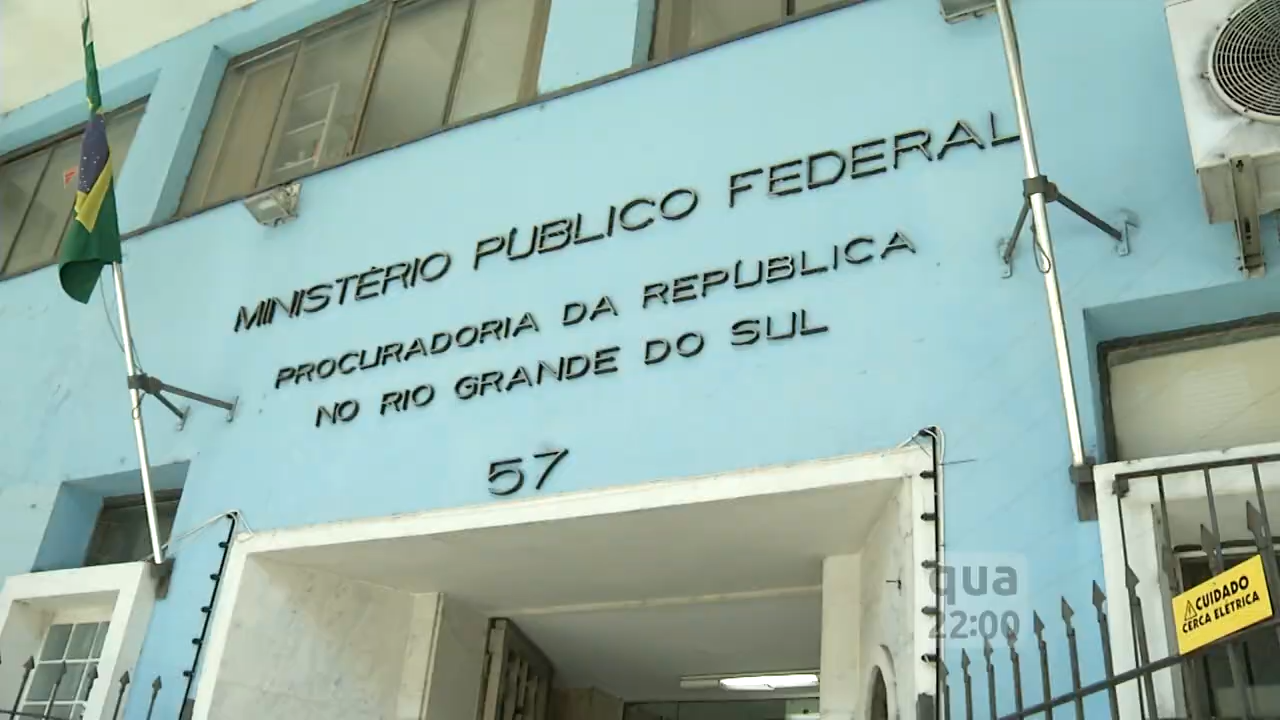 MINISTÉRIO PÚBLICO FEDERAL
PROCURADORIA DA REPÚBLICA
NO RIO GRANDE DO SUL
57
qua
22:00
CUIDADO
CERCA ELÉTRICA